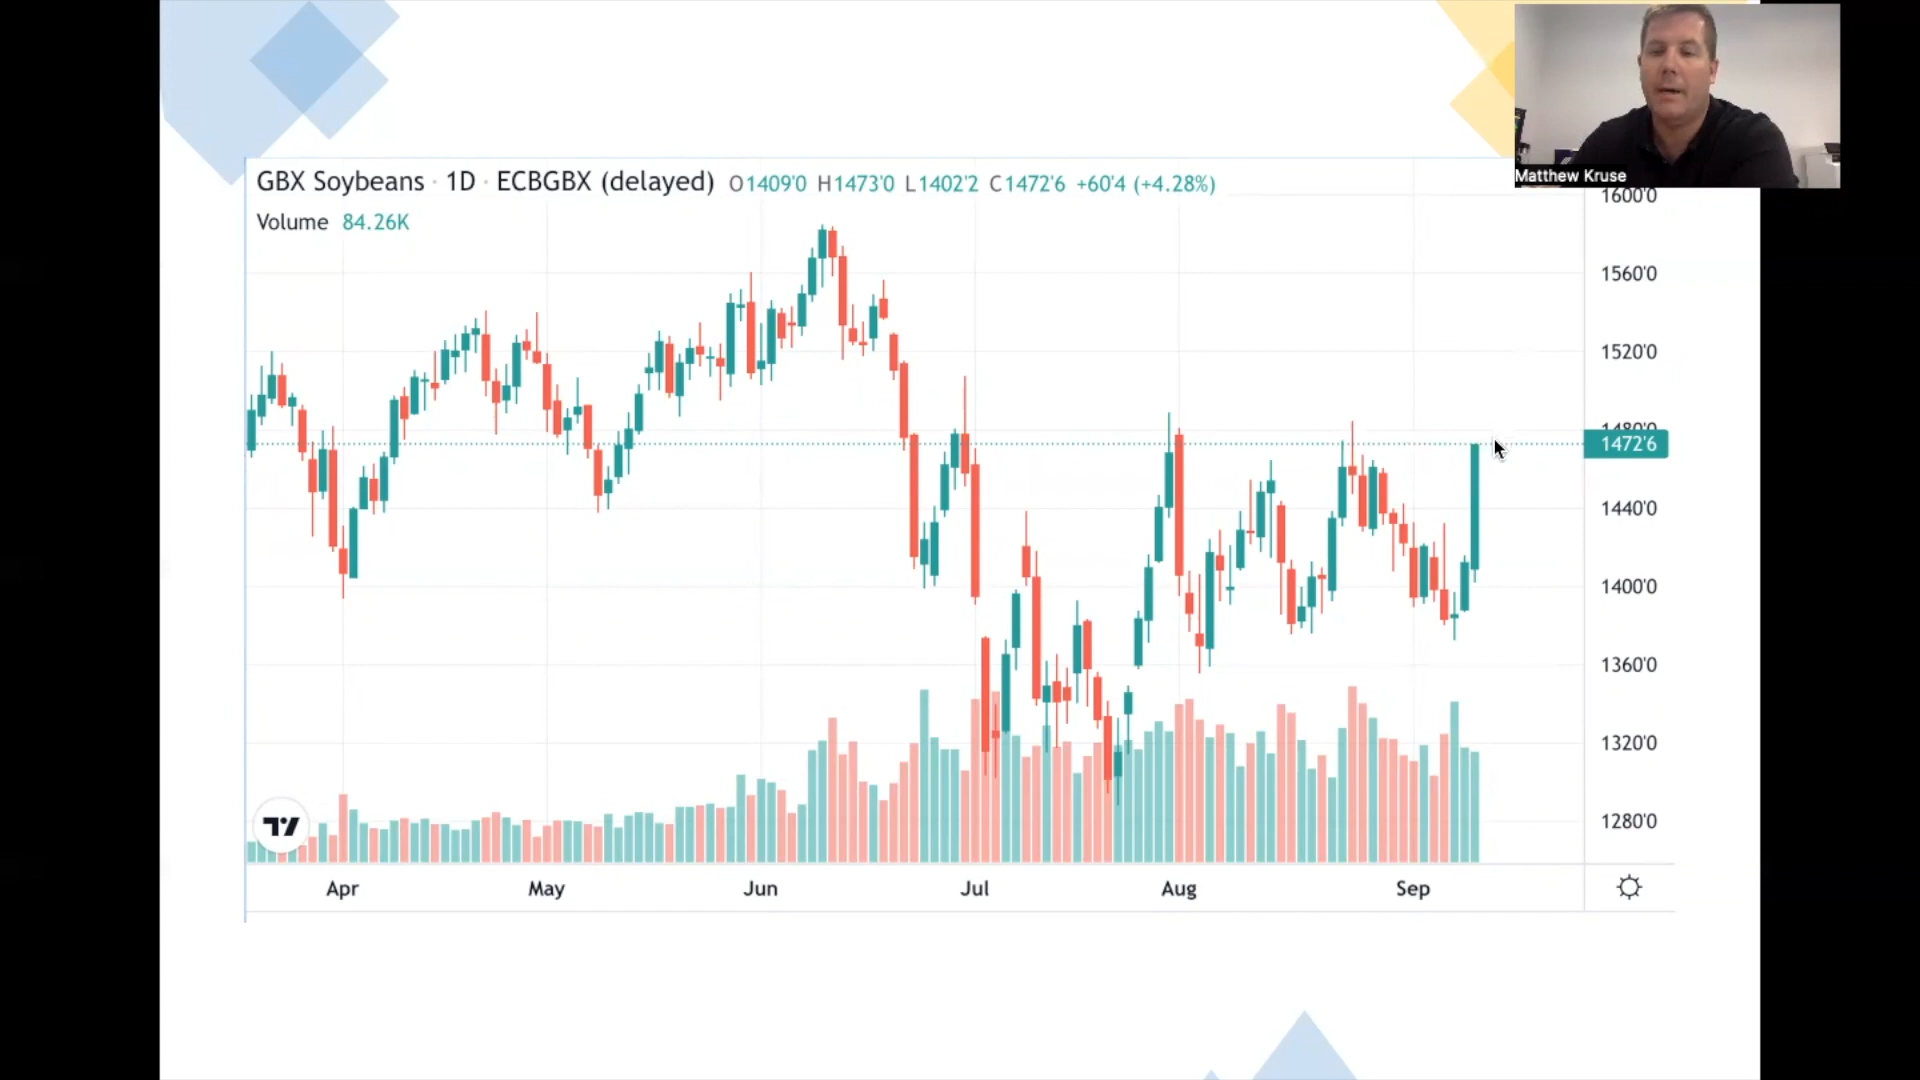 GBX Soybeans · 1D · ECBGBX (delayed) O1409'0 H1473'0 L1402'2 C1472'6 +60'4 (+4.28%)
Volume 84.26K
Matthew Kruse
1600'0
1560'0
1520'0
1480'0
1472'6
1440'0
1400'0
1360'0
1320'0
1280'0
Apr May Jun Jul Aug Sep